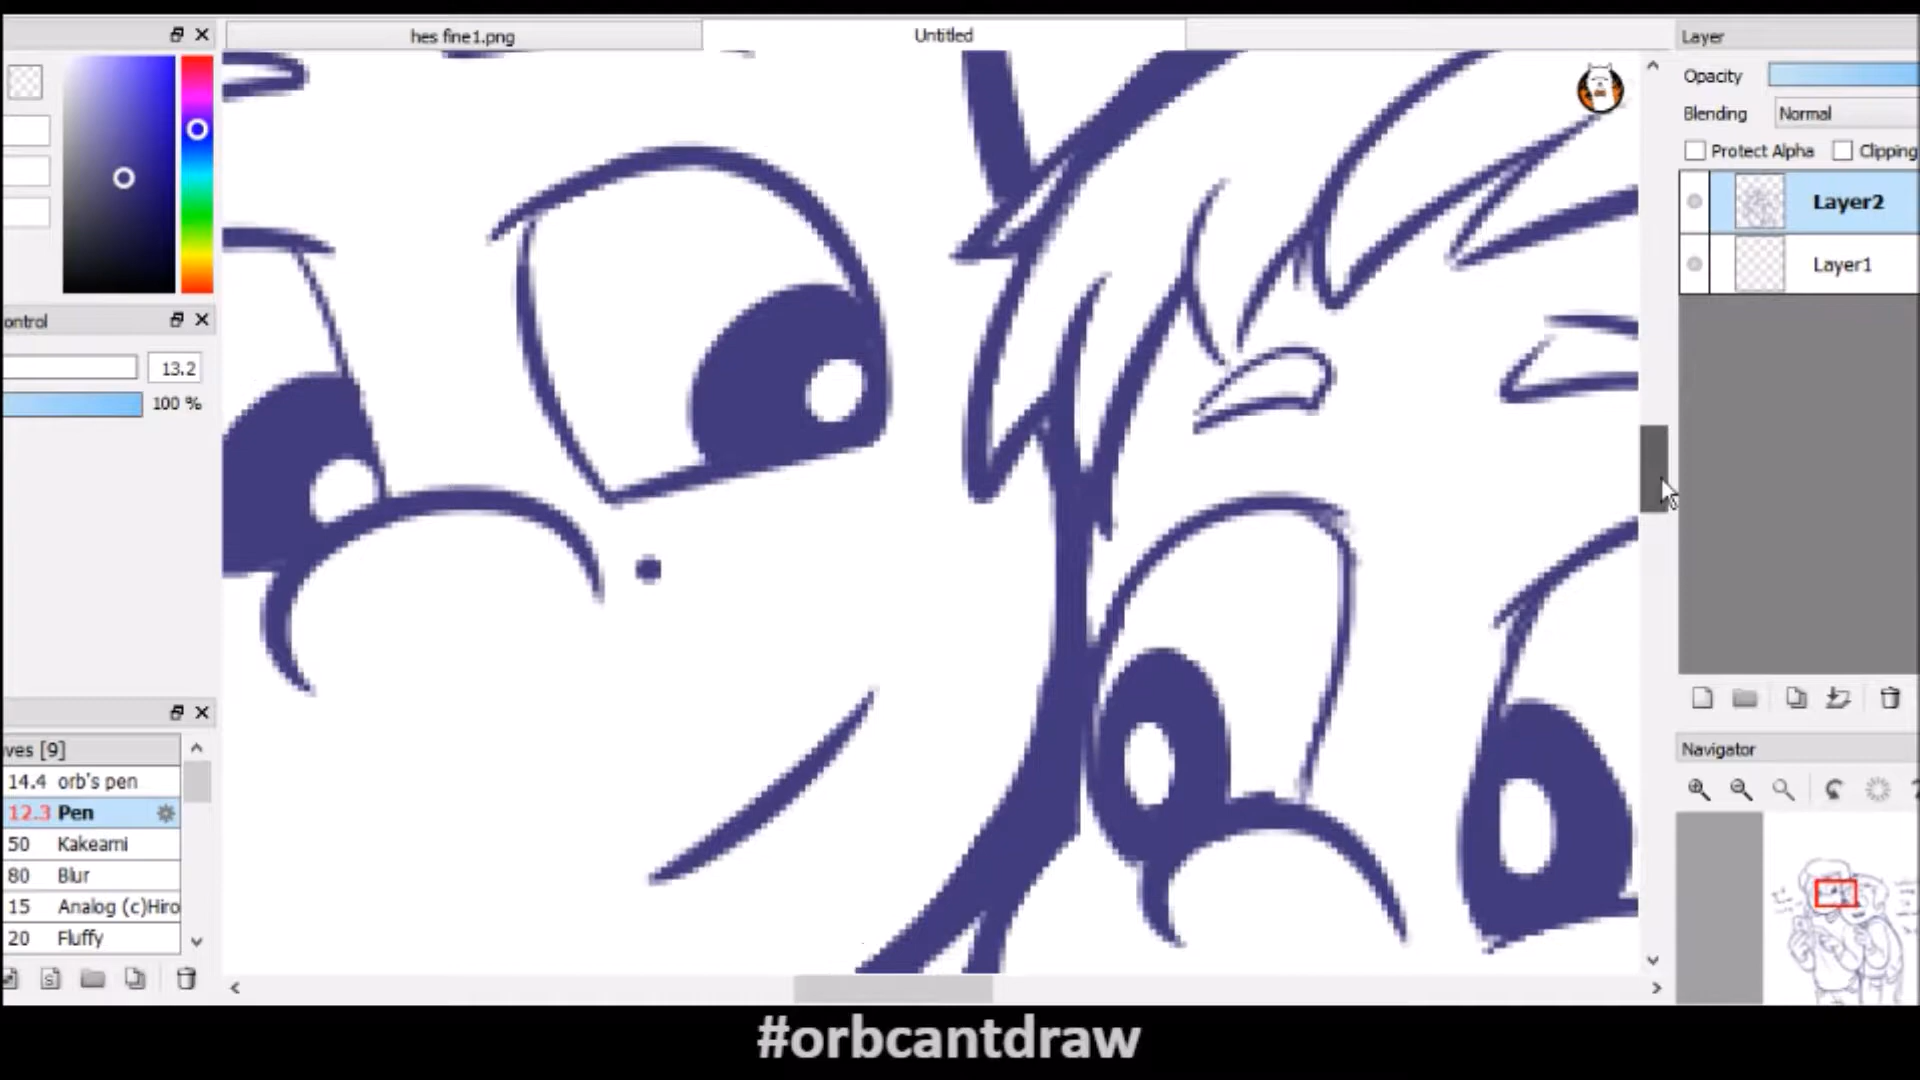 hes fine1.png
Untitled
Layer
Opacity
Blending Normal
Protect Alpha Clipping
Layer2
Layer1
ontrol
13.2
100 %
ves [9]
14.4 orb's pen
12.3 Pen
50 Kakeami
80 Blur
15 Analog (c)Hiro
20 Fluffy
Navigator
#orbcantdraw